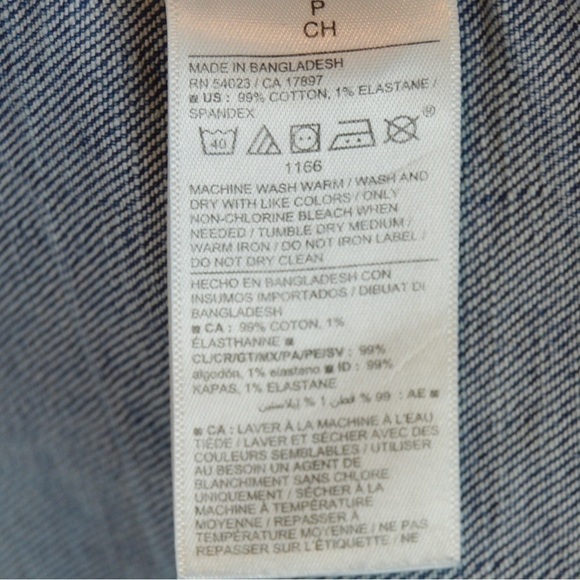 P
CH
MADE IN BANGLADESH
RN 54023 / CA 17897
US : 99% COTTON, 1% ELASTANE /
SPANDEX
40
®
1166
MACHINE WASH WARM / WASH AND
DRY WITH LIKE COLORS / ONLY
NON-CHLORINE BLEACH WHEN
NEEDED / TUMBLE DRY MEDIUM /
WARM IRON / DO NOT IRON LABEL /
DO NOT DRY CLEAN
HECHO EN BANGLADESH CON
INSUMOS IMPORTADOS / DIBUAT DI
BANGLADESH
CA : 99% COTON, 1%
ÉLASTHANNE
CL/CR/GT/MX/PA/PE/SV : 99%
algodón, 1% elastano ID : 99%
KAPAS, 1% ELASTANE
AE : 99 % قطن 1 % إيلاستين
CA : LAVER À LA MACHINE À L'EAU
TIÈDE / LAVER ET SÉCHER AVEC DES
COULEURS SEMBLABLES / UTILISER
AU BESOIN UN AGENT DE
BLANCHIMENT SANS CHLORE
UNIQUEMENT / SÉCHER À LA
MACHINE À TEMPÉRATURE
MOYENNE / REPASSER À
TEMPÉRATURE MOYENNE / NE PAS
REPASSER SUR L'ÉTIQUETTE / NE